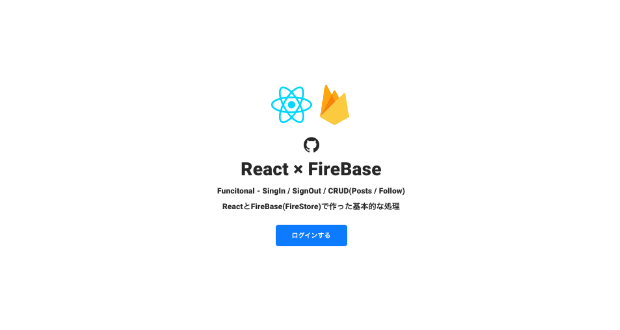 React × FireBase
Funcitonal - SingIn / SignOut / CRUD(Posts / Follow)
ReactとFireBase(FireStore)で作った基本的な処理
ログインする